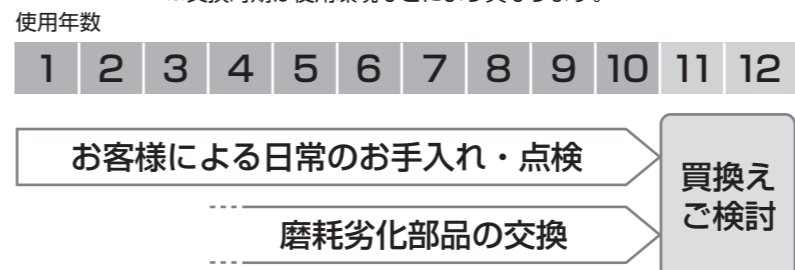 使用年数
1 2 3 4 5 6 7 8 9 10 11 12
お客様による日常のお手入れ・点検
磨耗劣化部品の交換
買換え
ご検討